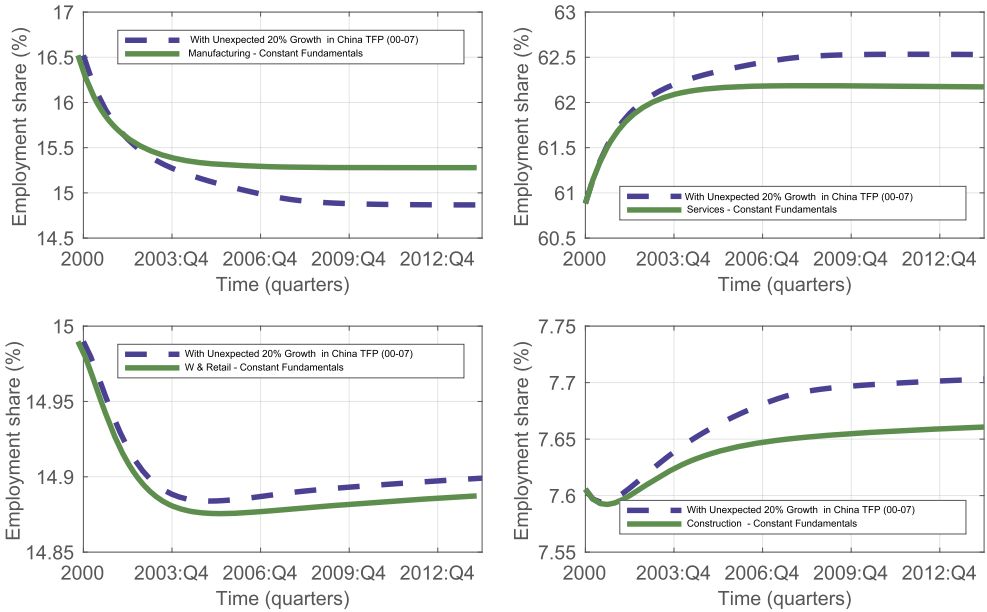 17
16.5
16
15.5
15
14.5
Employment share (%)
With Unexpected 20% Growth in China TFP (00-07)
Manufacturing - Constant Fundamentals
2000 2003:Q4 2006:Q4 2009:Q4 2012:Q4
Time (quarters)
63
62.5
62
61.5
61
60.5
Employment share (%)
With Unexpected 20% Growth in China TFP (00-07)
Services - Constant Fundamentals
2000 2003:Q4 2006:Q4 2009:Q4 2012:Q4
Time (quarters)
15
14.95
14.9
14.85
Employment share (%)
With Unexpected 20% Growth in China TFP (00-07)
W & Retail - Constant Fundamentals
2000 2003:Q4 2006:Q4 2009:Q4 2012:Q4
Time (quarters)
7.75
7.7
7.65
7.6
7.55
Employment share (%)
With Unexpected 20% Growth in China TFP (00-07)
Construction - Constant Fundamentals
2000 2003:Q4 2006:Q4 2009:Q4 2012:Q4
Time (quarters)